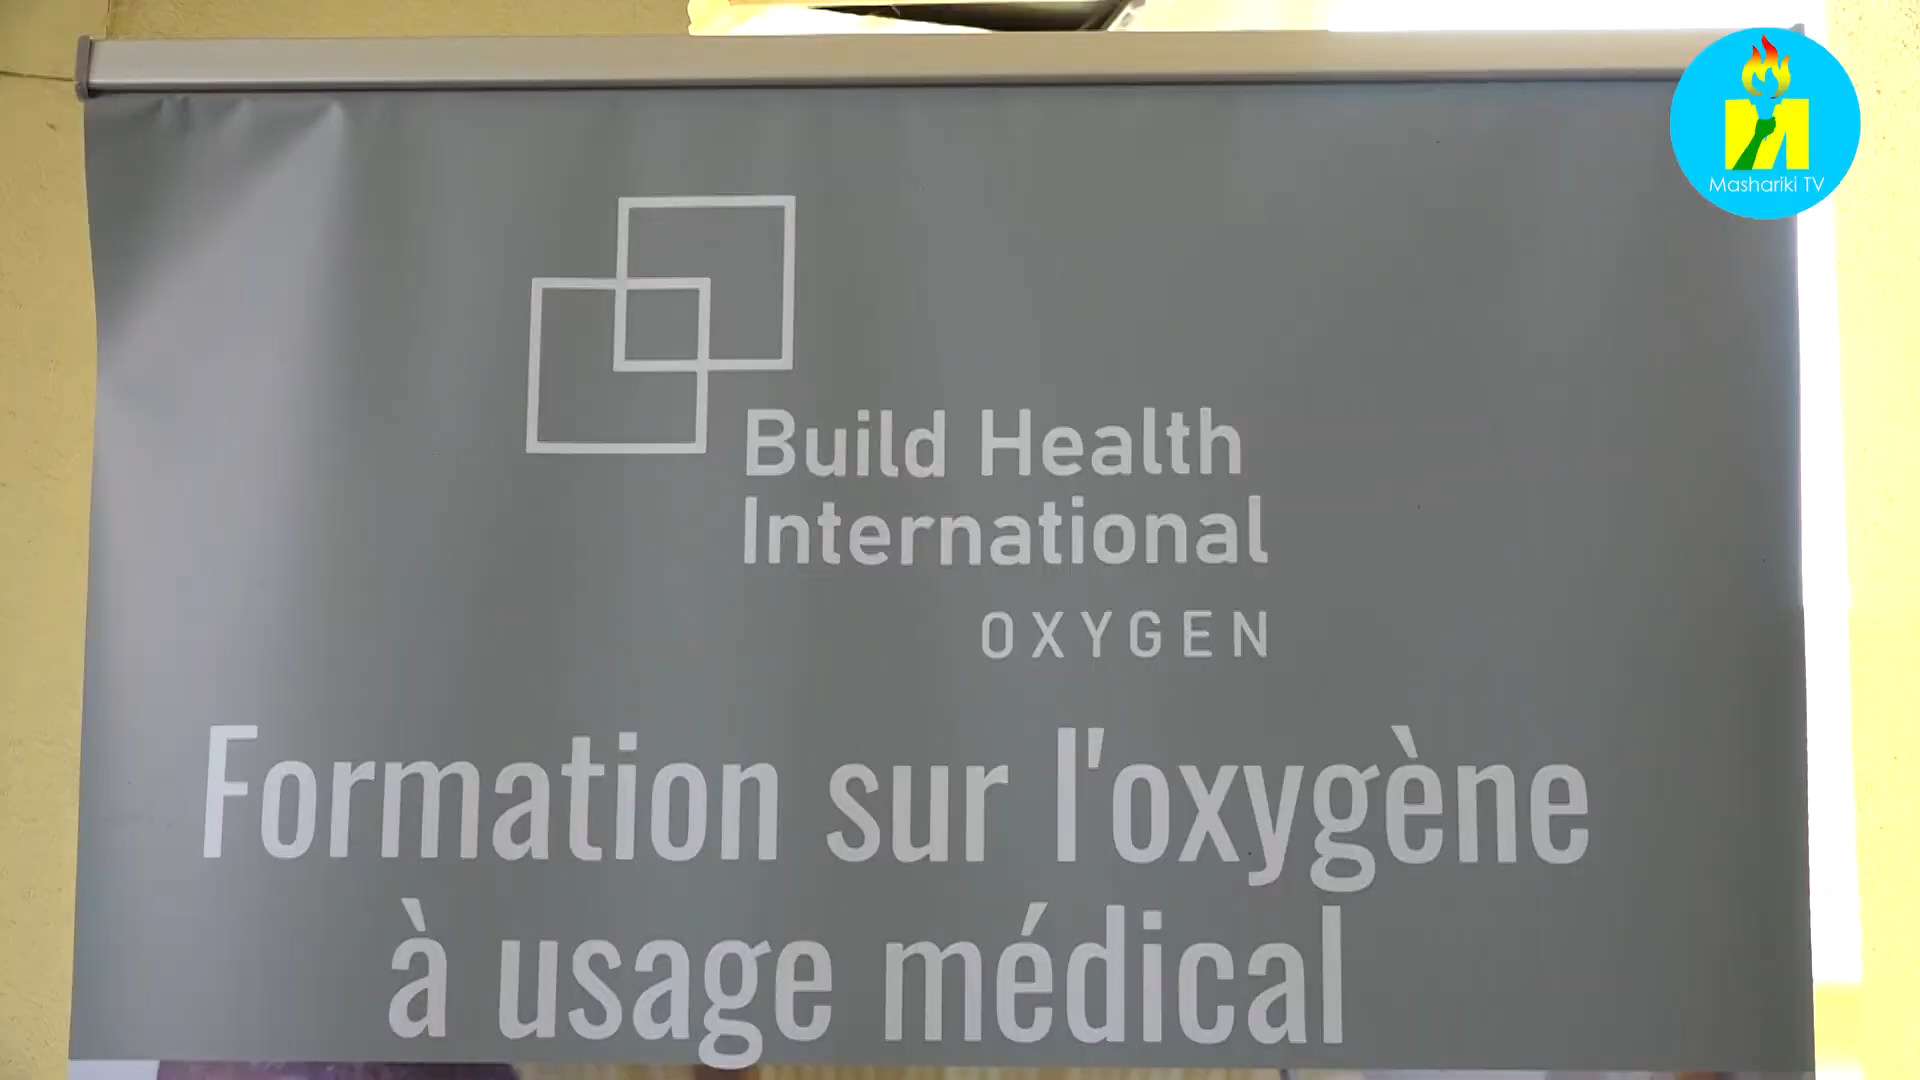 Mashariki TV
Build Health
International
OXYGEN
Formation sur l'oxygène
à usage médical